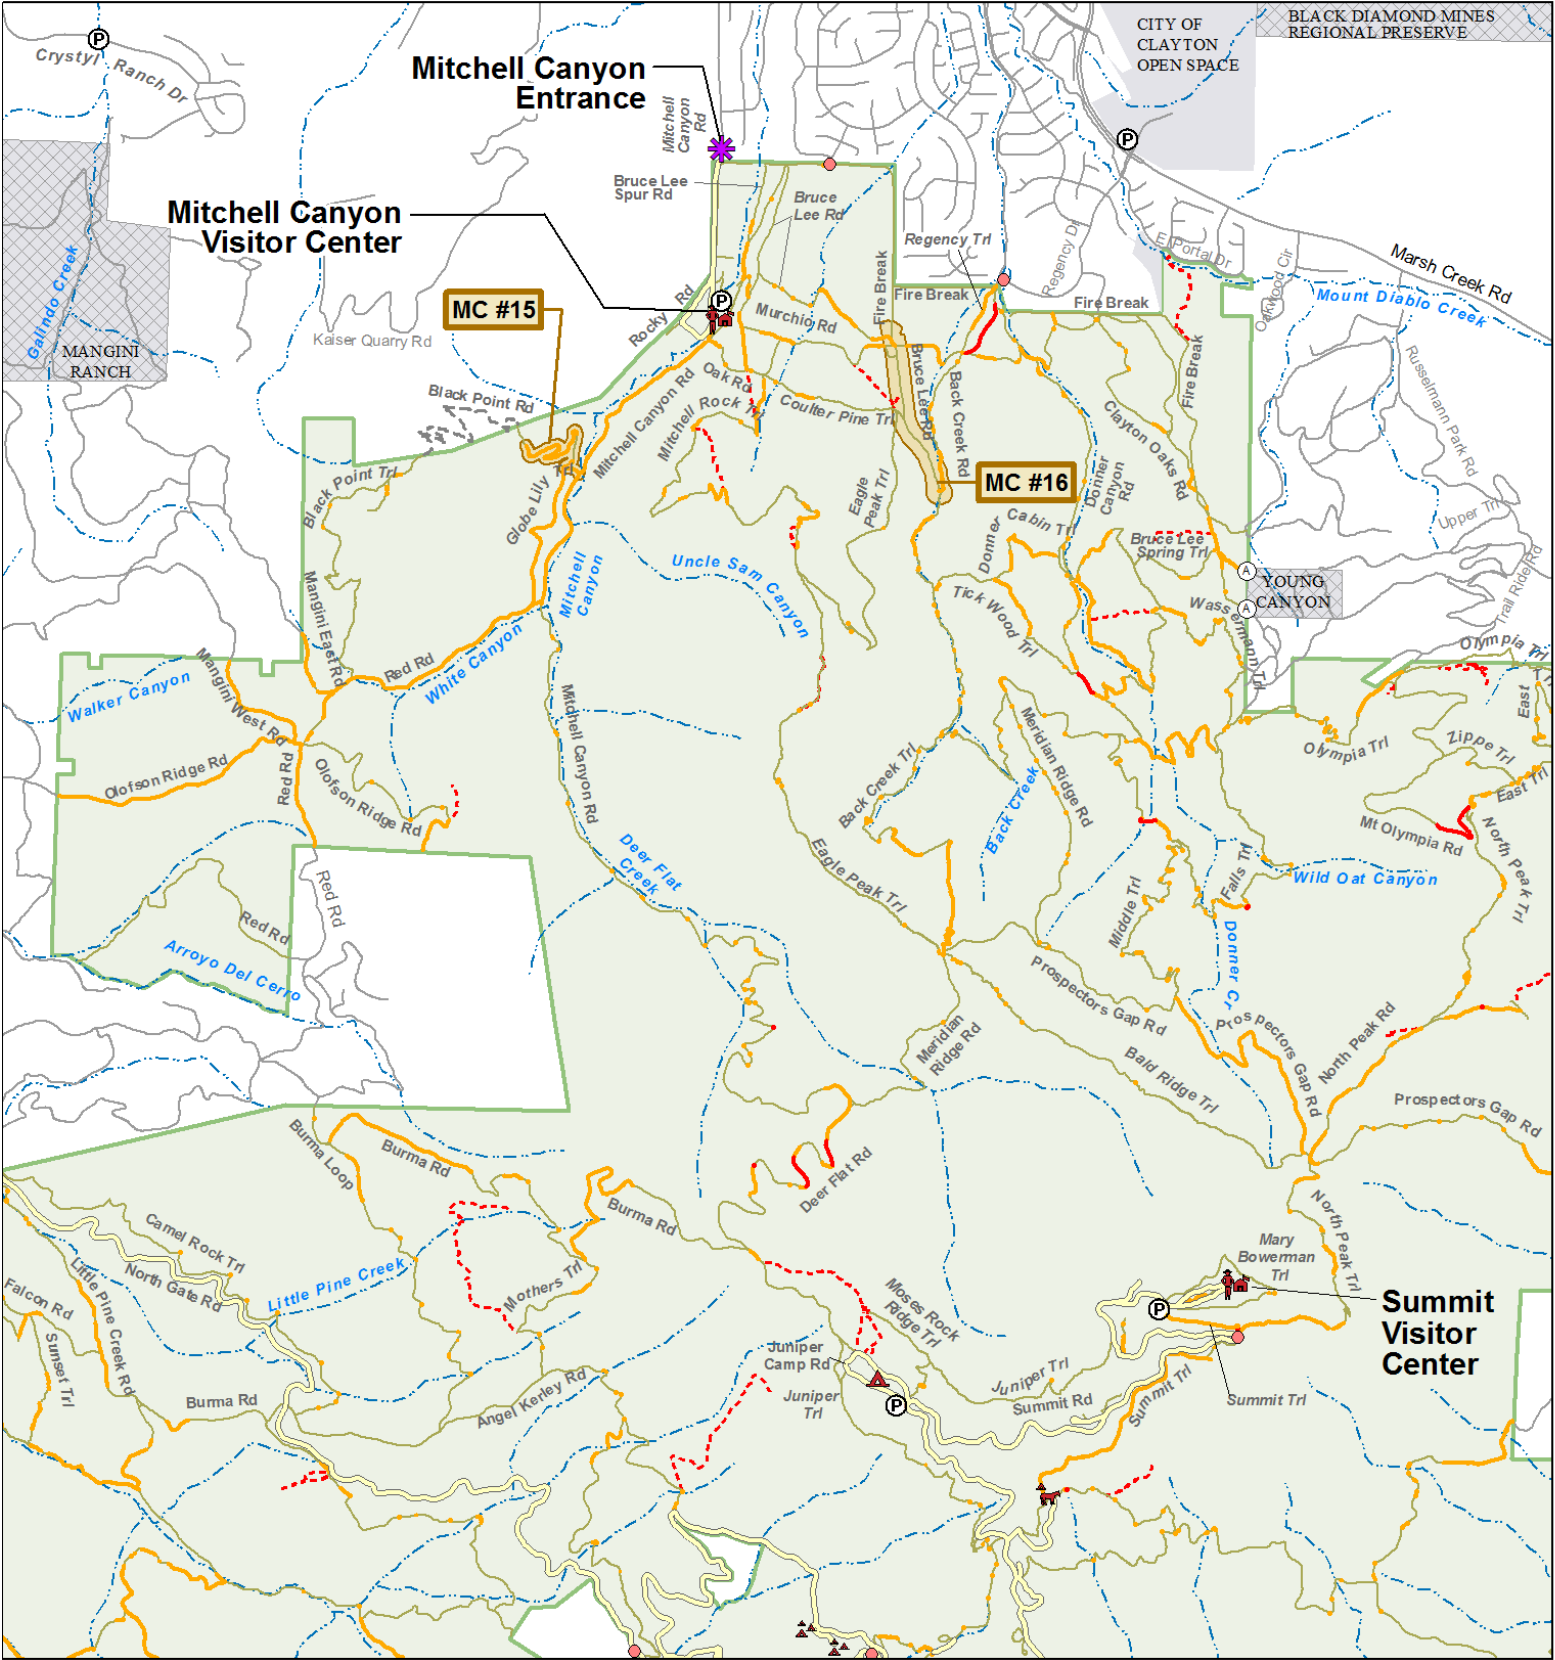 CITY OF
CLAYTON
OPEN SPACE
BLACK DIAMOND MINES
REGIONAL PRESERVE
P
Crystyl Ranch Dr
Mitchell Canyon
Entrance
Mitchell
Canyon
Rd
P
Bruce Lee
Spur Rd
Bruce
Lee Rd
Mitchell Canyon
Visitor Center
Regency Trl
Regency Dr
El Portal Dr
Oakwood Cir
Marsh Creek Rd
Mount Diablo Creek
Galindo Creek
MANGINI
RANCH
MC #15
Kaiser Quarry Rd
Rocky Rd
P
Murchio Rd
Fire Break
Fire Break
Fire Break
Fire Break
Russelmann Park Rd
Black Point Rd
Oak Rd
Mitchell Canyon Rd
Mitchell Rock Trl
Coulter Pine Trl
Bruce Lee Rd
Back Creek Rd
Clayton Oaks Rd
Black Point Trl
Globe Lily Trl
Eagle
Peak Trl
MC #16
Donner
Canyon
Rd
Donner Cabin Trl
Bruce Lee
Spring Trl
Upper Trl
Trail Ride Rd
Uncle Sam Canyon
Mitchell
Canyon
A
YOUNG
CANYON
A
Mangini East Rd
Tick Wood Trl
Wassermann Trl
Olympia Trl
Red Rd
White Canyon
Walker Canyon
Mangini West Rd
Mitchell Canyon Rd
Meridian Ridge Rd
East Trl
Olympia Trl
Zippe Trl
East Trl
Olofson Ridge Rd
Red Rd
Olofson Ridge Rd
Back Creek Trl
Back Creek
Mt Olympia Rd
North Peak Trl
Deer Flat
Creek
Eagle Peak Trl
Middle Trl
Falls Trl
Wild Oat Canyon
Red Rd
Red Rd
Arroyo Del Cerro
Donner Cr
Prospectors Gap Rd
Meridian
Ridge Rd
Prospectors Gap Rd
North Peak Rd
Bald Ridge Trl
Prospectors Gap Rd
Burma Loop
Burma Rd
Deer Flat Rd
Burma Rd
North Peak Trl
Camel Rock Trl
North Gate Rd
Little Pine Creek
Little Pine Creek Rd
Falcon Rd
Mothers Trl
Mary
Bowerman
Trl
P
Moses Rock
Ridge Trl
Summit
Visitor
Center
Sunset Trl
Juniper
Camp Rd
Juniper
Trl
P
Juniper Trl
Summit Rd
Summit Trl
Summit Trl
Burma Rd
Angel Kerley Rd